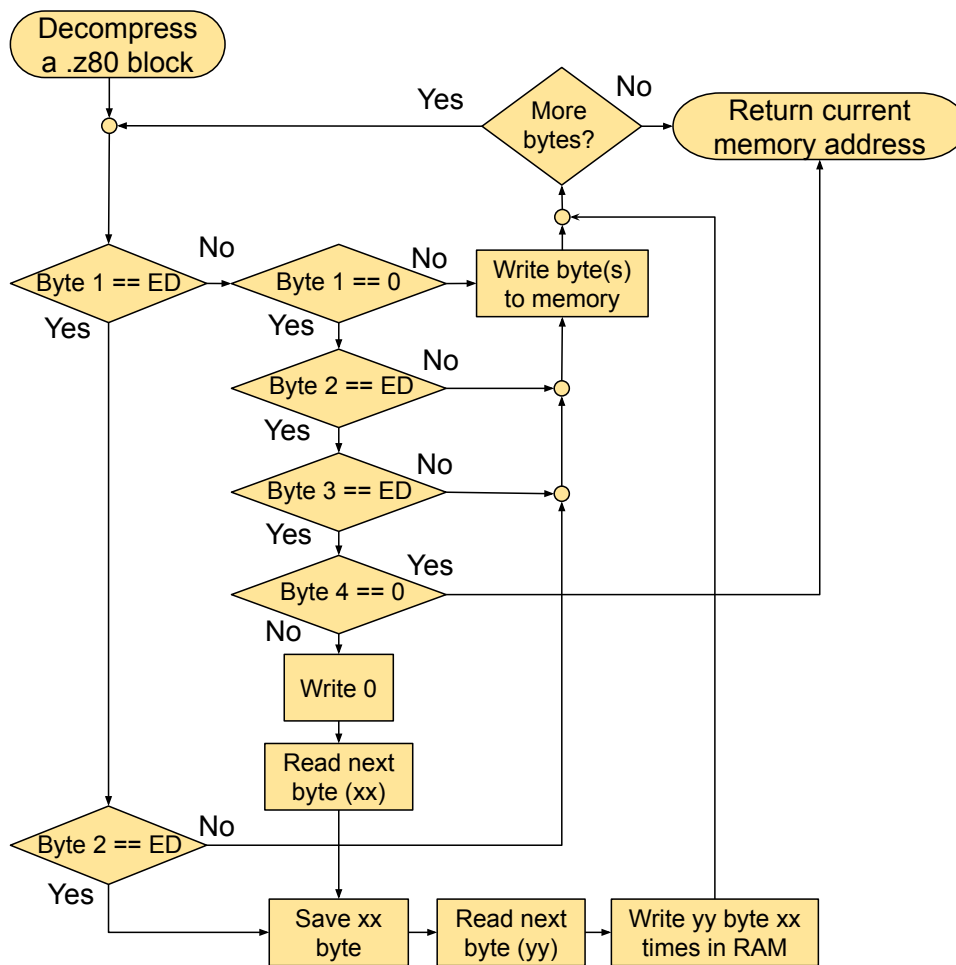 Decompress
a .z80 block
Yes
More
bytes?
No
Return current
memory address
Byte 1 == ED
No
Yes
Byte 1 == 0
No
Yes
Write byte(s)
to memory
Byte 2 == ED
No
Yes
Byte 3 == ED
No
Yes
Byte 4 == 0
Yes
No
Write 0
Read next
byte (xx)
Byte 2 == ED
No
Yes
Save xx
byte
Read next
byte (yy)
Write yy byte xx
times in RAM